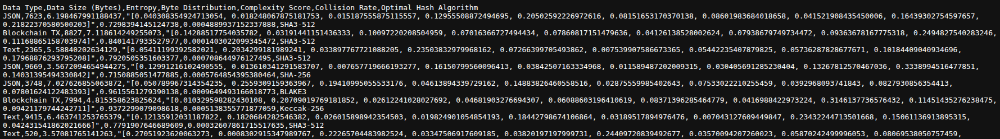 Data Type,Data Size (Bytes),Entropy,Byte Distribution,Complexity Score,Collision Rate,Optimal Hash Algorithm
JSON,7623,6.198467991188437,"[0.040308354924713054, 0.018248067875181753, 0.015187555875115557, 0.12955508872494695, 0.20502592226972616, 0.08151653170370138, 0.08601983684018658, 0.041521908435450006, 0.16439302754597657,
0.21822370580500203]",0.7298394145124738,0.0004889937152337888,SHA3-512
Blockchain TX,8827,7.118614249255073,"[0.14288517754035782, 0.03191441151436333, 0.10097220208504959, 0.07016366727494434, 0.07860817151479636, 0.04126138528002624, 0.07938679749734472, 0.09363678167775318, 0.2494827540283246,
0.11168865158703974]",0.8401417933527977,0.0001403022099345472,SHA3-512
Text,2365,5.58840202634129,"[0.05411199392582021, 0.2034299181989241, 0.033897767721088205, 0.23503832979968162, 0.07266399705493862, 0.007539907586673365, 0.05442235407879825, 0.05736287828677671, 0.10184409040934696,
0.17968876293795208]",0.7920505351603377,0.000708644976127495,SHA3-512
JSON,9669,3.5672094654944275,"[0.12991216102490555, 0.013610341291583707, 0.007657719666193277, 0.16150799560096413, 0.03842507163334968, 0.011589487202009315, 0.030405691285230404, 0.13267812570467036, 0.3338994516477851,
0.14031395494330842]",0.7150885051477885,0.0005764854395380464,SHA-256
JSON,3748,7.027626855063872,"[0.050789967314354235, 0.2559309159363967, 0.19410995055533176, 0.04613894339729162, 0.14883826460558516, 0.02875559985402643, 0.07533022210255459, 0.0392968093741843, 0.0827930856354413,
0.07801624122483393]",0.9615561279390138,0.0009649493166018773,BLAKE3
Blockchain TX,7994,4.815358623825624,"[0.010329598282430108, 0.20709019769181852, 0.02612241028027692, 0.04681903276694307, 0.06088603196410619, 0.08371396285464779, 0.0416988422973224, 0.3146137736576432, 0.11451435276238475,
0.09421179744242711]",0.9372299079098618,0.0005138355771877059,Keccak-256
Text,9415,6.463741253765379,"[0.12135912031187822, 0.1820684282546382, 0.026015898942354503, 0.019824901054854193, 0.18442798674106864, 0.03189517894976476, 0.007043127609449847, 0.23432244713501668, 0.15061136913895315,
0.042431541862021666]",0.7791907646689609,0.00032607861715517635,SHA3-512
Text,520,3.57081765141263,"[0.27051923620063273, 0.0008302915347989767, 0.22265704483982524, 0.03347506917609185, 0.03820197197999731, 0.24409720839492677, 0.03570094207260023, 0.05870242499996053, 0.08069538050757459,